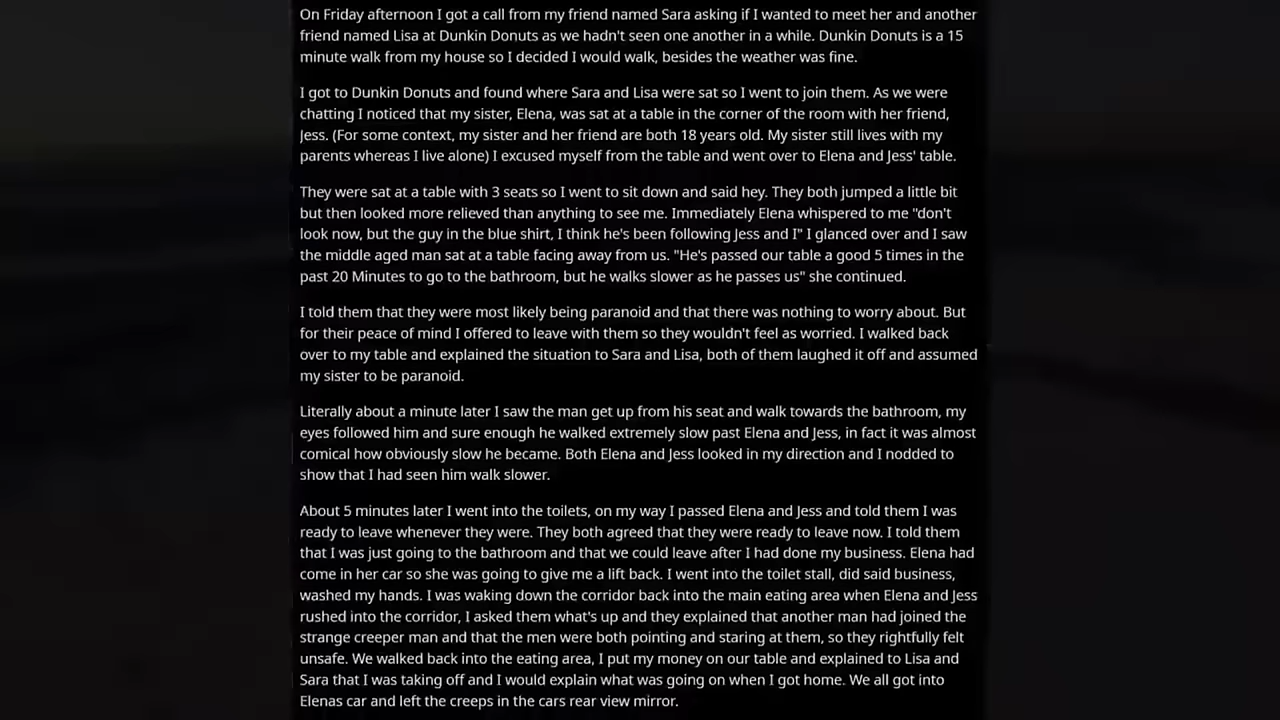 On Friday afternoon I got a call from my friend named Sara asking if I wanted to meet her and another
friend named Lisa at Dunkin Donuts as we hadn't seen one another in a while. Dunkin Donuts is a 15
minute walk from my house so I decided I would walk, besides the weather was fine.
I got to Dunkin Donuts and found where Sara and Lisa were sat so I went to join them. As we were
chatting I noticed that my sister, Elena, was sat at a table in the corner of the room with her friend,
Jess. (For some context, my sister and her friend are both 18 years old. My sister still lives with my
parents whereas I live alone) I excused myself from the table and went over to Elena and Jess' table.
They were sat at a table with 3 seats so I went to sit down and said hey. They both jumped a little bit
but then looked more relieved than anything to see me. Immediately Elena whispered to me "don't
look now, but the guy in the blue shirt, I think he's been following Jess and I" I glanced over and I saw
the middle aged man sat at a table facing away from us. "He's passed our table a good 5 times in the
past 20 Minutes to go to the bathroom, but he walks slower as he passes us" she continued.
I told them that they were most likely being paranoid and that there was nothing to worry about. But
for their peace of mind I offered to leave with them so they wouldn't feel as worried. I walked back
over to my table and explained the situation to Sara and Lisa, both of them laughed it off and assumed
my sister to be paranoid.
Literally about a minute later I saw the man get up from his seat and walk towards the bathroom, my
eyes followed him and sure enough he walked extremely slow past Elena and Jess, in fact it was almost
comical how obviously slow he became. Both Elena and Jess looked in my direction and I nodded to
show that I had seen him walk slower.
About 5 minutes later I went into the toilets, on my way I passed Elena and Jess and told them I was
ready to leave whenever they were. They both agreed that they were ready to leave now. I told them
that I was just going to the bathroom and that we could leave after I had done my business. Elena had
come in her car so she was going to give me a lift back. I went into the toilet stall, did said business,
washed my hands. I was waking down the corridor back into the main eating area when Elena and Jess
rushed into the corridor, I asked them what's up and they explained that another man had joined the
strange creeper man and that the men were both pointing and staring at them, so they rightfully felt
unsafe. We walked back into the eating area, I put my money on our table and explained to Lisa and
Sara that I was taking off and I would explain what was going on when I got home. We all got into
Elenas car and left the creeps in the cars rear view mirror.